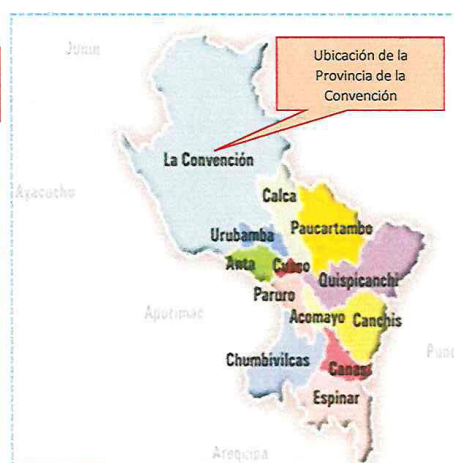 Junín
Ubicación de la
Provincia de la
Convención
La Convención
Ayacucho
Calca
Paucartambo
Urubamba
Anta
Cusco
Quispicanchi
Paruro
Apurimac
Acomayo
Canchis
Puno
Chumbivilcas
Canas
Espinar
Arequipa